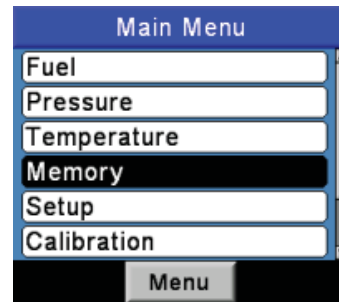 Main Menu
Fuel
Pressure
Temperature
Memory
Setup
Calibration
Menu